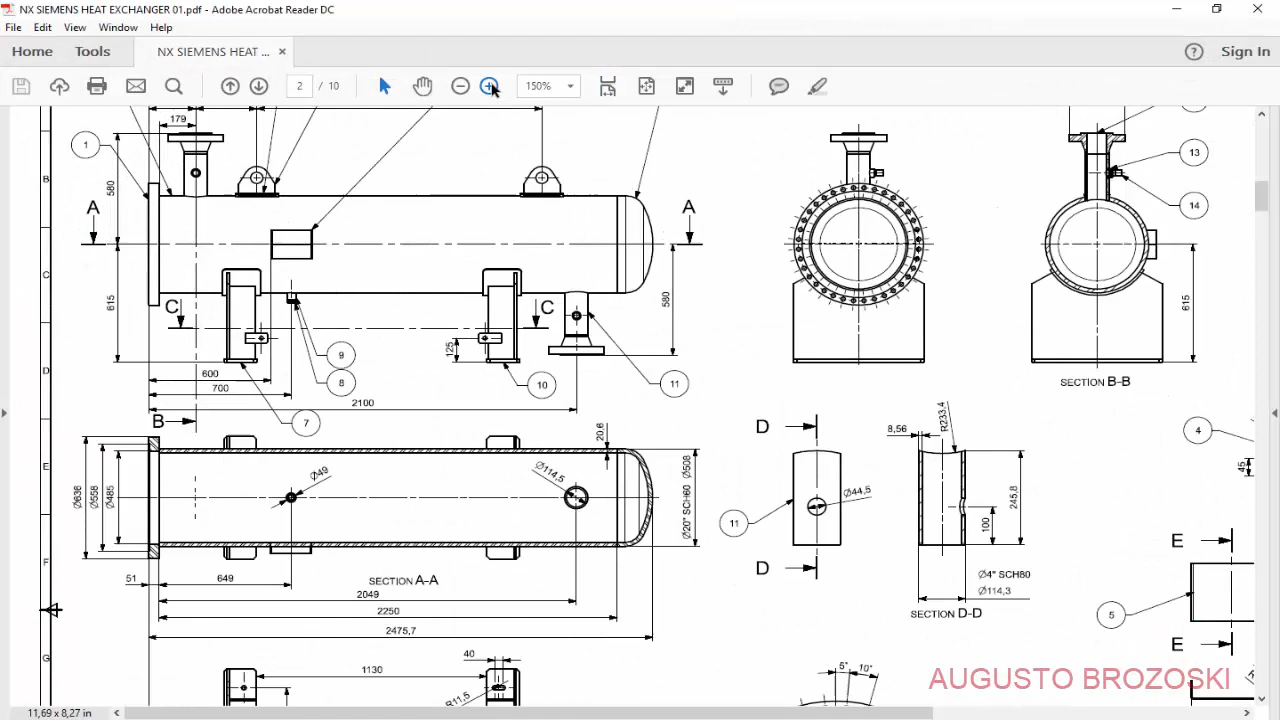 NX SIEMENS HEAT EXCHANGER 01.pdf - Adobe Acrobat Reader DC
File Edit View Window Help
Home Tools NX SIEMENS HEAT ... × Sign In
2 / 10 150%
179
1
B
580
13
14
A A
C
615
C C
580
615
9
125
8
10
11
D
600
700
2100
SECTION B-B
B
7
20,6
D
8,56
R233,4
4
E
45
Ø636
Ø558
Ø485
Ø49
Ø114,5
Ø20" SCH60 Ø508
Ø44,5
245,8
11
100
E
F
D
51
649
SECTION A-A
2049
2250
2475,7
Ø4" SCH80
Ø114,3
SECTION D-D
5
E
G
40
1130
R11,5
5°
10°
AUGUSTO BROZOSKI
11,69 x 8,27 in